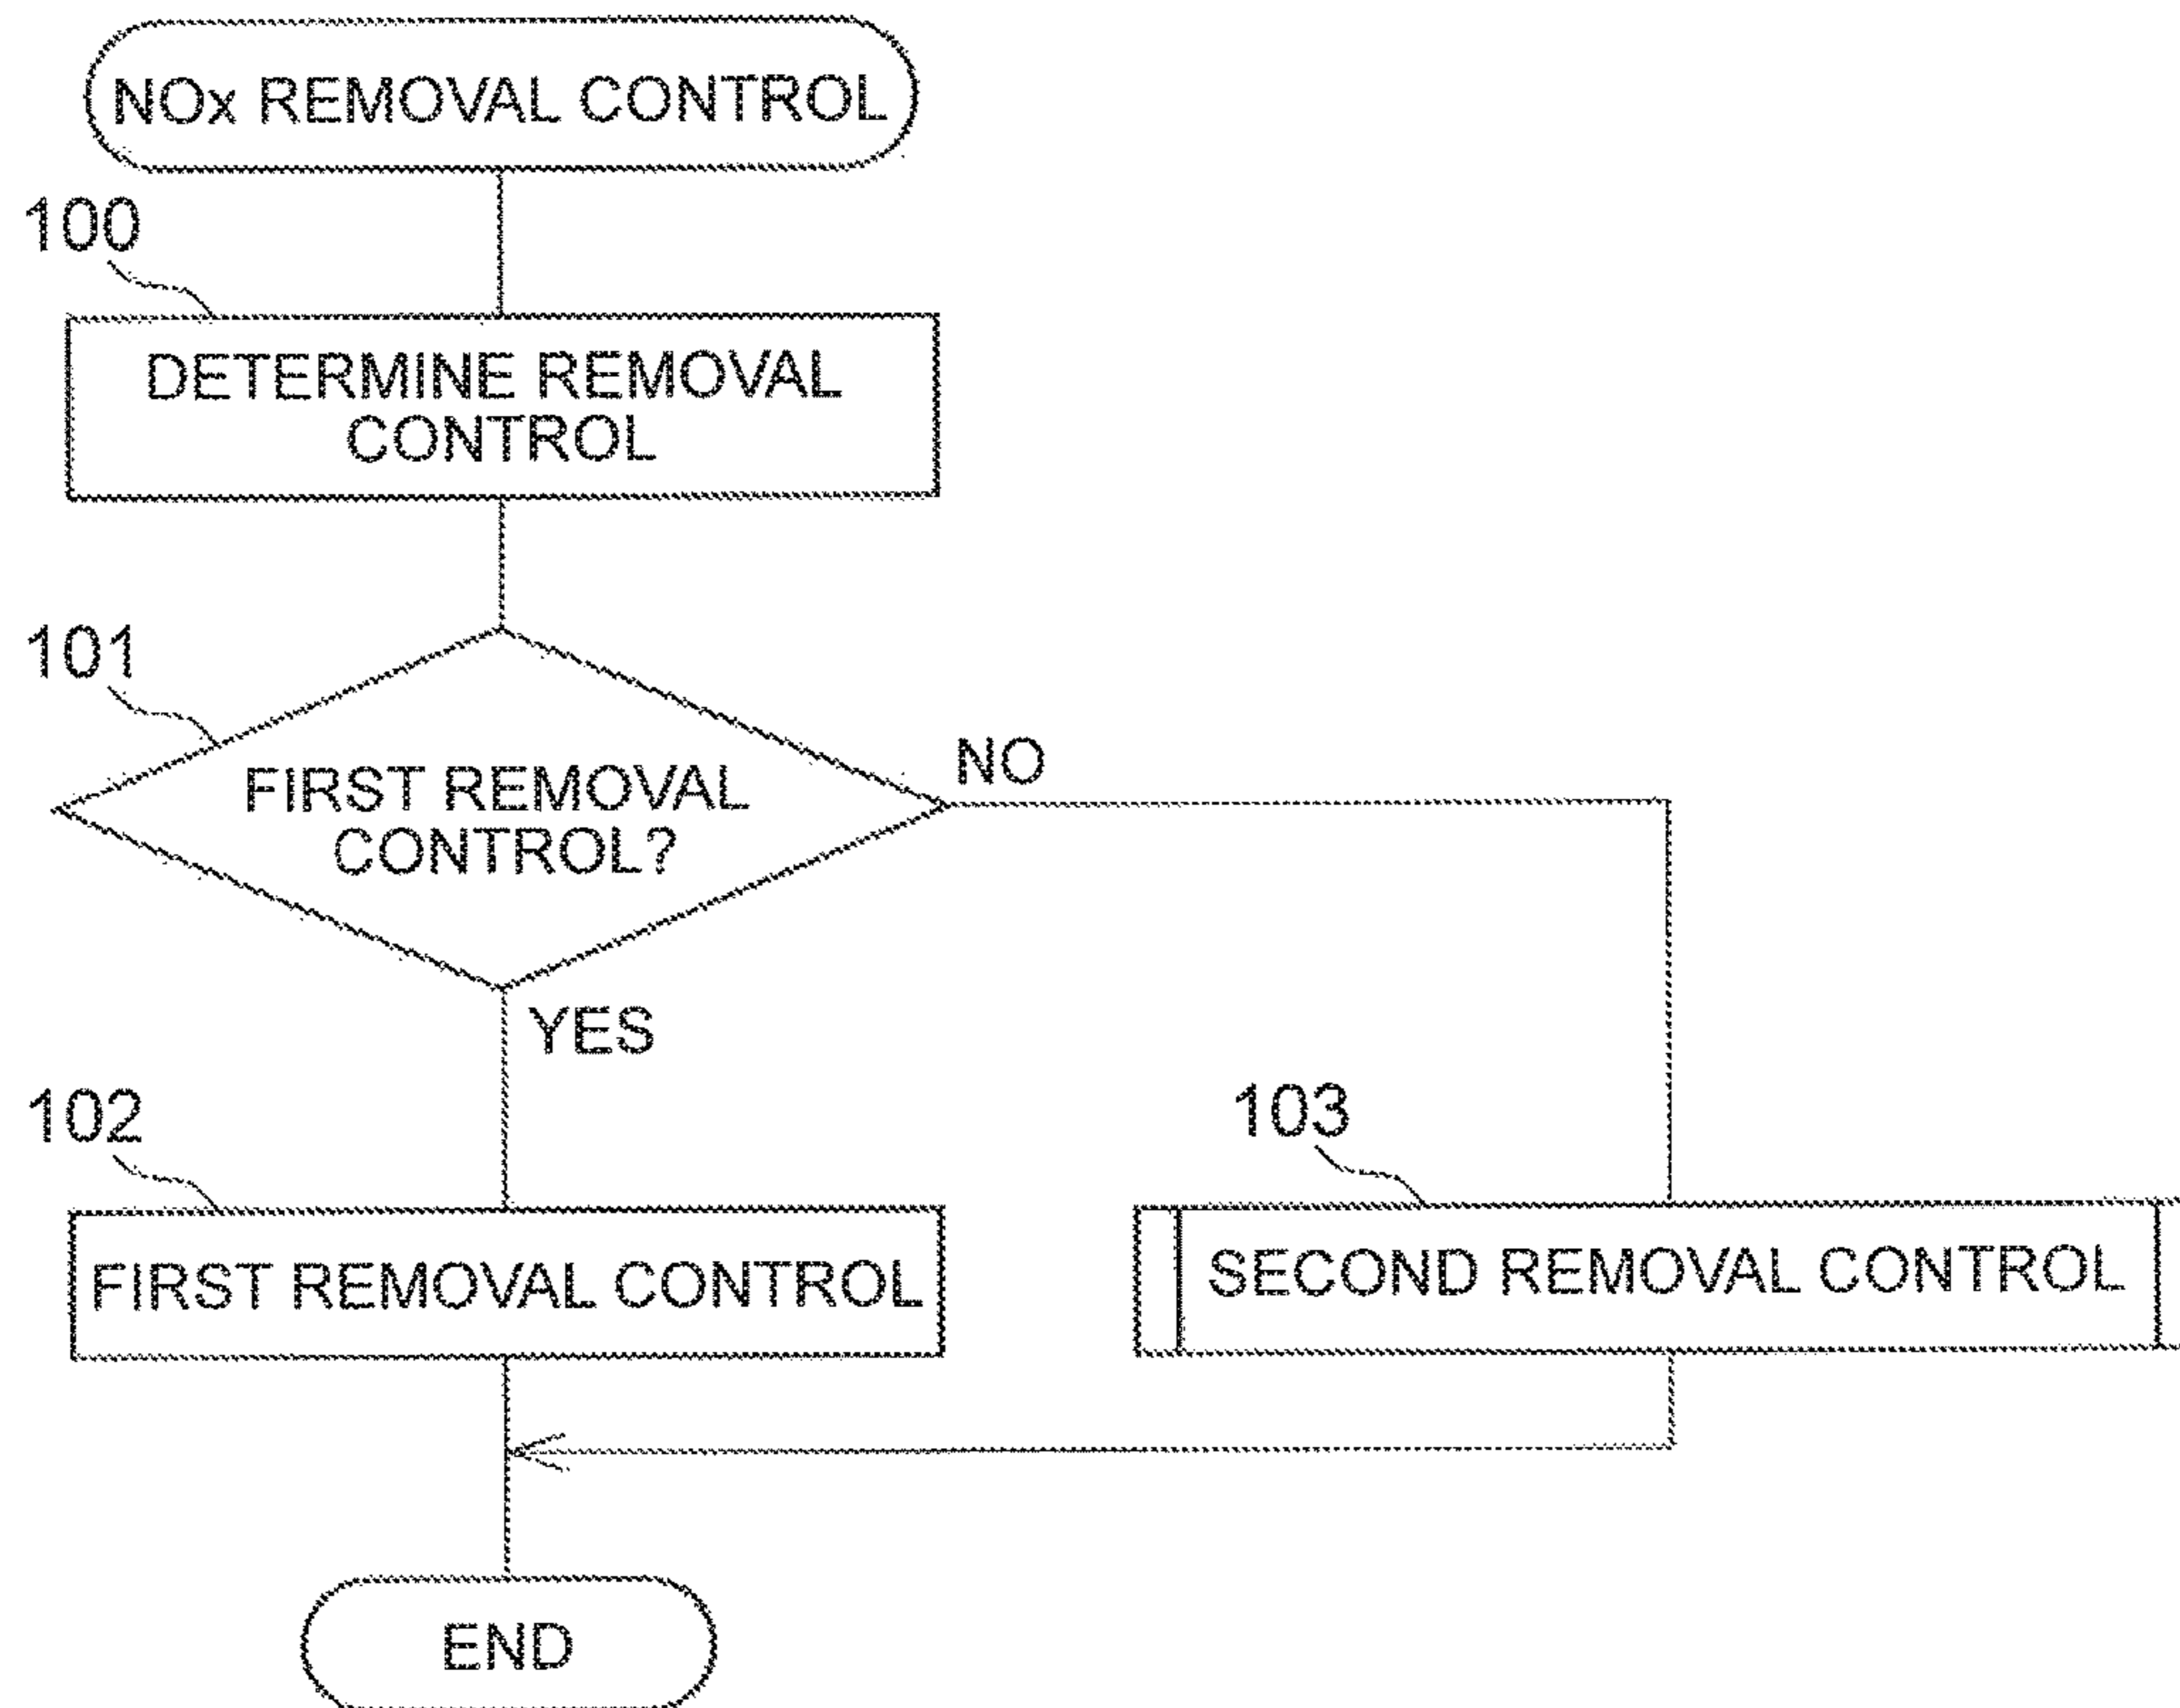 NOx REMOVAL CONTROL
100
DETERMINE REMOVAL
CONTROL
101
FIRST REMOVAL
CONTROL?
NO
YES
102
FIRST REMOVAL CONTROL
103
SECOND REMOVAL CONTROL
END